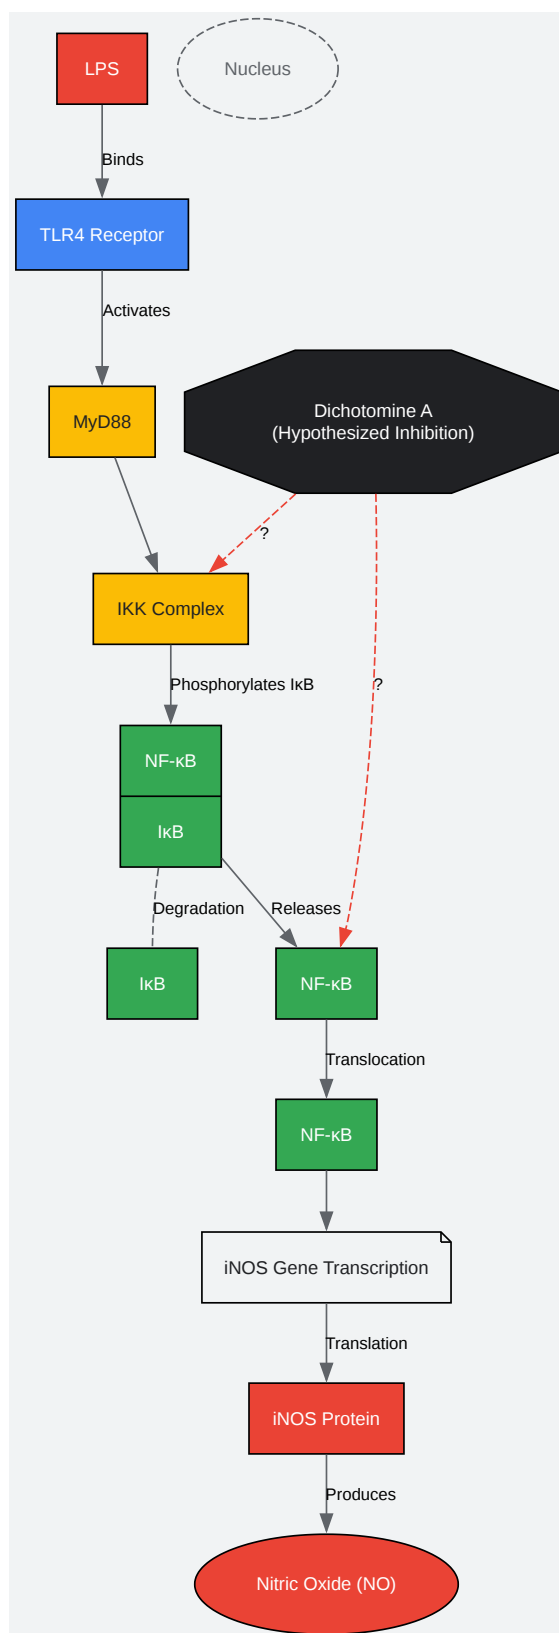 LPS
Nucleus
Binds
TLR4 Receptor
Activates
Dichotomine A
(Hypothesized Inhibition)
MyD88
?
IKK Complex
Phosphorylates IκB
?
NF-κB
IκB
Degradation
Releases
IκB
NF-κB
Translocation
NF-κB
iNOS Gene Transcription
Translation
iNOS Protein
Produces
Nitric Oxide (NO)